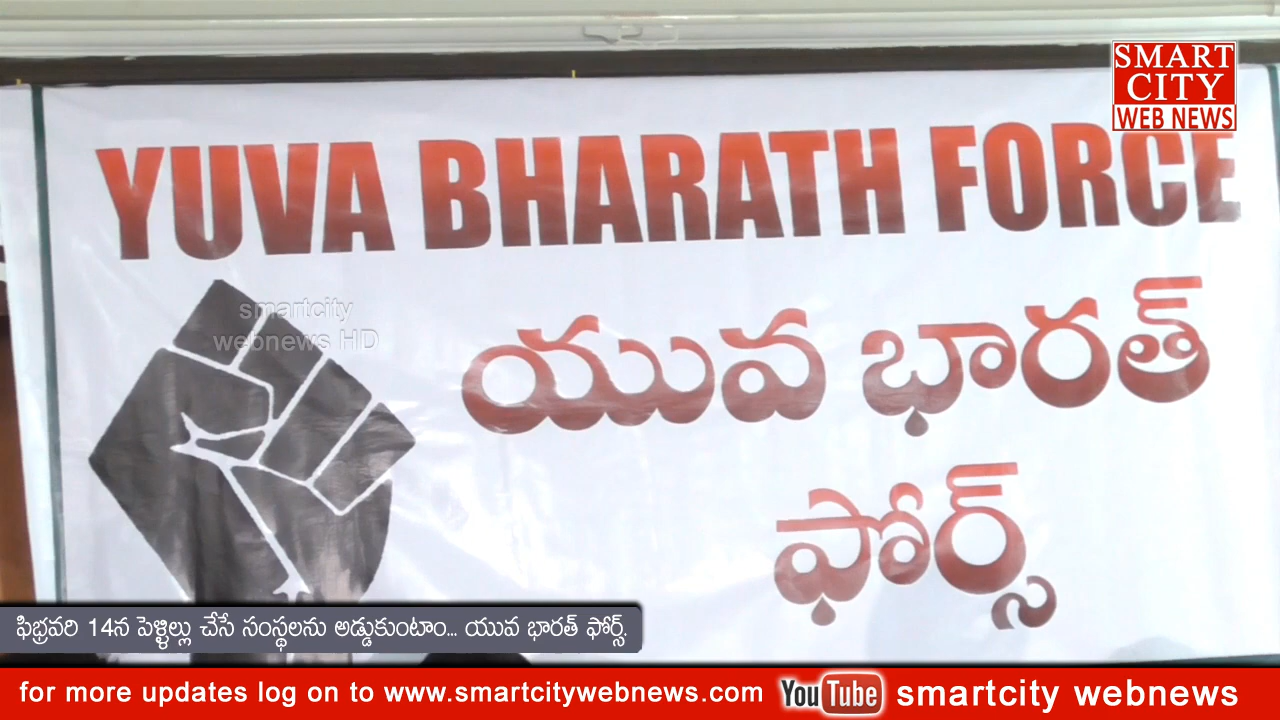 SMART
CITY
WEB NEWS
YUVA BHARATH FORCE
smartcity
webnews HD
యువ భారత్
ఫోర్స్
ఫిభ్రవరి 14న పెళ్ళిల్లు చేసే సంస్థలను అడ్డుకుంటాం... యువ భారత్ ఫోర్స్.
for more updates log on to www.smartcitywebnews.com YouTube smartcity webnews